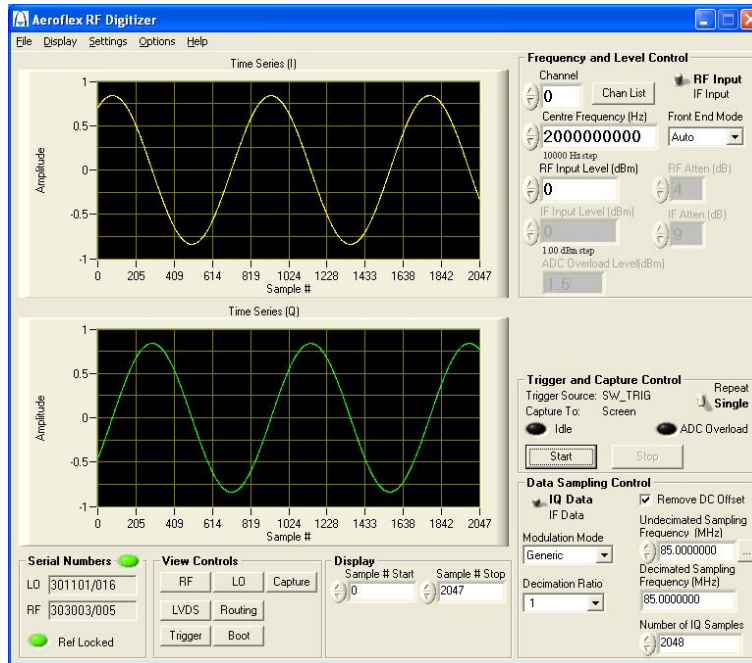 Aeroflex RF Digitizer
File Display Settings Options Help
Time Series (I)
Amplitude
1
0.5
0
-0.5
-1
0 205 409 614 819 1024 1228 1433 1638 1842 2047
Sample #
Time Series (Q)
Amplitude
1
0.5
0
-0.5
-1
0 205 409 614 819 1024 1228 1433 1638 1842 2047
Sample #
Frequency and Level Control
Channel
0
Chan List
RF Input
IF Input
Centre Frequency (Hz)
2000000000
10000 Hz step
Front End Mode
Auto
RF Input Level (dBm)
0
RF Atten (dB)
4
IF Input Level (dBm)
0
1.00 dBm step
IF Atten (dB)
9
ADC Overload Level(dBm)
1.5
Trigger and Capture Control
Trigger Source: SW_TRIG
Capture To: Screen
Repeat
Single
Idle
ADC Overload
Start
Stop
Data Sampling Control
IQ Data
IF Data
Remove DC Offset
Modulation Mode
Generic
Undecimated Sampling
Frequency (MHz)
85.0000000
...
Decimation Ratio
1
Decimated Sampling
Frequency (MHz)
85.0000000
Number of IQ Samples
2048
Serial Numbers
LO 301101/016
RF 303003/005
Ref Locked
View Controls
RF LO Capture
LVDS Routing
Trigger Boot
Display
Sample # Start
0
Sample # Stop
2047